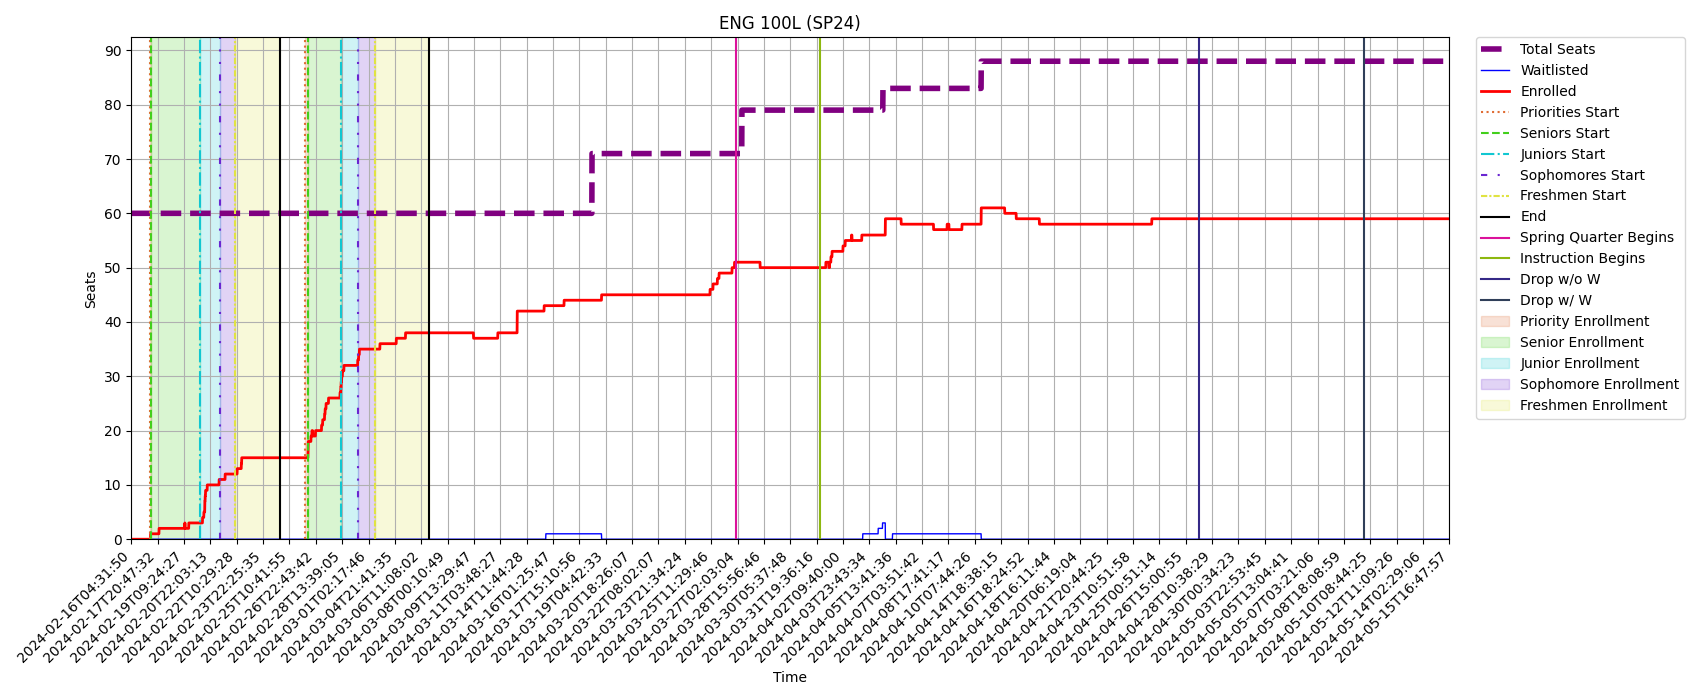 ENG 100L (SP24)
90
80
70
60
50
40
30
20
10
0
Seats
2024-02-16T04:31:50
2024-02-17T20:47:32
2024-02-19T09:24:27
2024-02-20T22:03:13
2024-02-22T10:29:28
2024-02-23T22:25:35
2024-02-25T10:41:55
2024-02-26T22:43:42
2024-02-28T13:39:05
2024-03-01T02:17:46
2024-03-04T21:41:35
2024-03-06T11:08:02
2024-03-08T00:10:49
2024-03-09T13:29:47
2024-03-11T03:48:27
2024-03-14T11:44:28
2024-03-16T01:25:47
2024-03-17T15:10:56
2024-03-19T04:42:33
2024-03-20T18:26:07
2024-03-22T08:02:07
2024-03-23T21:34:24
2024-03-25T11:29:46
2024-03-27T02:03:04
2024-03-28T15:56:46
2024-03-30T05:37:48
2024-03-31T19:36:16
2024-04-02T09:40:00
2024-04-03T23:43:34
2024-04-05T13:41:36
2024-04-07T03:51:42
2024-04-08T17:41:17
2024-04-10T07:44:26
2024-04-14T18:38:15
2024-04-16T18:24:52
2024-04-18T16:11:44
2024-04-20T06:19:04
2024-04-21T20:44:25
2024-04-23T10:51:58
2024-04-25T00:51:14
2024-04-26T15:00:55
2024-04-28T10:38:29
2024-04-30T00:34:23
2024-05-03T22:53:45
2024-05-05T13:04:41
2024-05-07T03:21:06
2024-05-08T18:08:59
2024-05-10T08:44:25
2024-05-12T11:09:26
2024-05-14T02:29:06
2024-05-15T16:47:57
Time
Total Seats
Waitlisted
Enrolled
Priorities Start
Seniors Start
Juniors Start
Sophomores Start
Freshmen Start
End
Spring Quarter Begins
Instruction Begins
Drop w/o W
Drop w/ W
Priority Enrollment
Senior Enrollment
Junior Enrollment
Sophomore Enrollment
Freshmen Enrollment